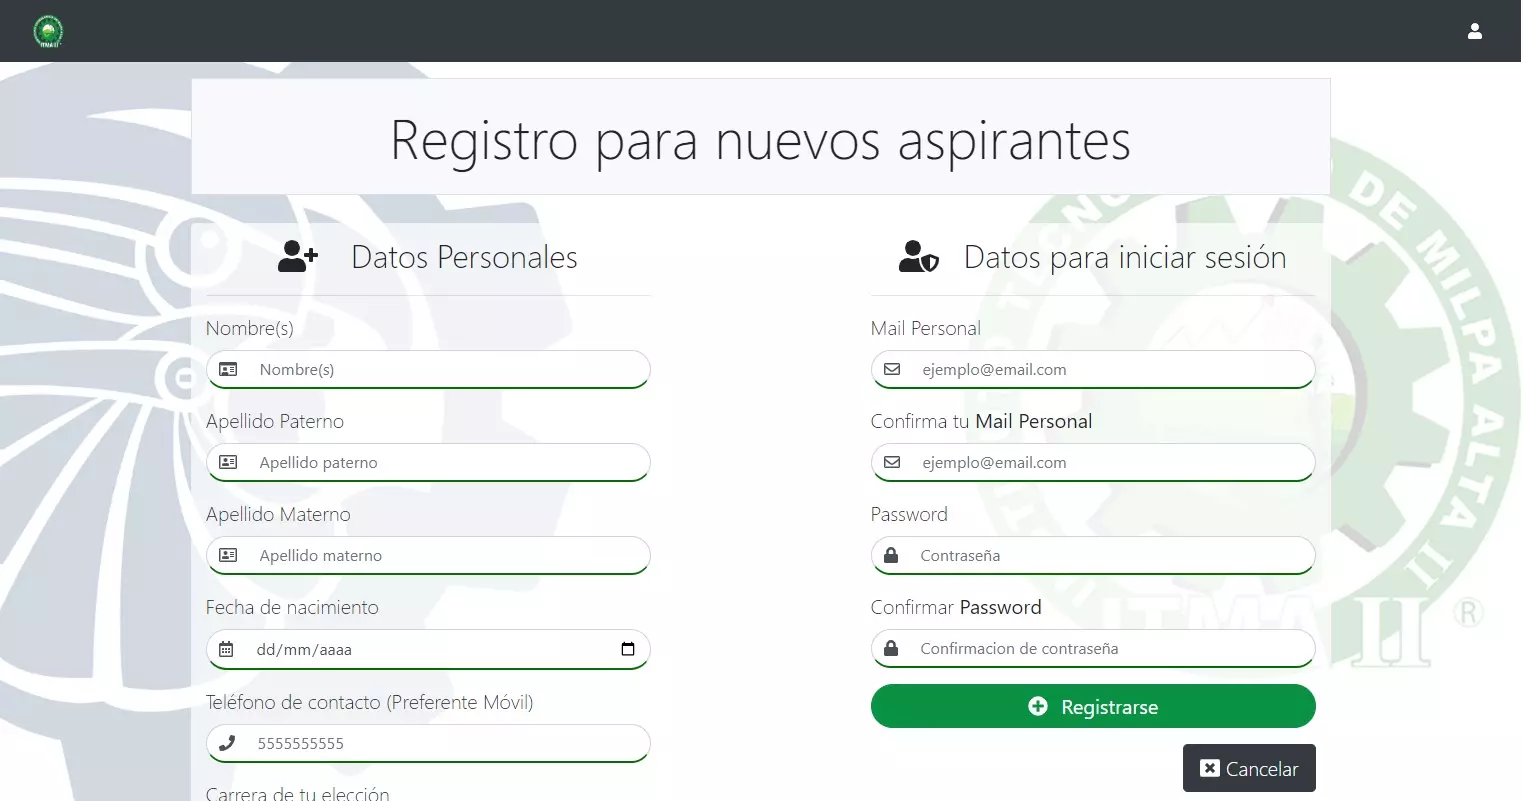 ITMA II
Registro para nuevos aspirantes
Datos Personales
Nombre(s)
Nombre(s)
Apellido Paterno
Apellido paterno
Apellido Materno
Apellido materno
Fecha de nacimiento
dd/mm/aaaa
Teléfono de contacto (Preferente Móvil)
5555555555
Carrera de tu elección
Datos para iniciar sesión
Mail Personal
ejemplo@email.com
Confirma tu Mail Personal
ejemplo@email.com
Password
Contraseña
Confirmar Password
Confirmacion de contraseña
Registrarse
Cancelar
DE MILPA ALTA II
ITMA II ®